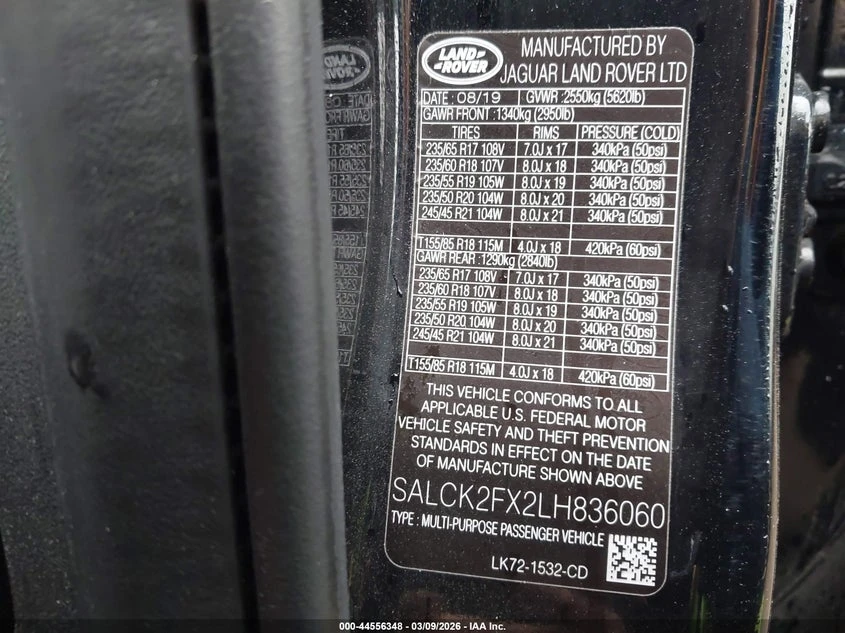 LAND ROVER
MANUFACTURED BY
JAGUAR LAND ROVER LTD
DATE : 08/19 GVWR : 2550kg (5620lb)
GAWR FRONT : 1340kg (2950lb)
TIRES RIMS PRESSURE (COLD)
235/65 R17 108V 7.0J x 17 340kPa (50psi)
235/60 R18 107V 8.0J x 18 340kPa (50psi)
235/55 R19 105W 8.0J x 19 340kPa (50psi)
235/50 R20 104W 8.0J x 20 340kPa (50psi)
245/45 R21 104W 8.0J x 21 340kPa (50psi)
T155/85 R18 115M 4.0J x 18 420kPa (60psi)
GAWR REAR : 1290kg (2840lb)
235/65 R17 108V 7.0J x 17 340kPa (50psi)
235/60 R18 107V 8.0J x 18 340kPa (50psi)
235/55 R19 105W 8.0J x 19 340kPa (50psi)
235/50 R20 104W 8.0J x 20 340kPa (50psi)
245/45 R21 104W 8.0J x 21 340kPa (50psi)
T155/85 R18 115M 4.0J x 18 420kPa (60psi)
THIS VEHICLE CONFORMS TO ALL
APPLICABLE U.S. FEDERAL MOTOR
VEHICLE SAFETY AND THEFT PREVENTION
STANDARDS IN EFFECT ON THE DATE
OF MANUFACTURE SHOWN ABOVE
SALCK2FX2LH836060
TYPE : MULTI-PURPOSE PASSENGER VEHICLE
LK72-1532-CD
000-44556348 - 03/09/2026 - IAA Inc.